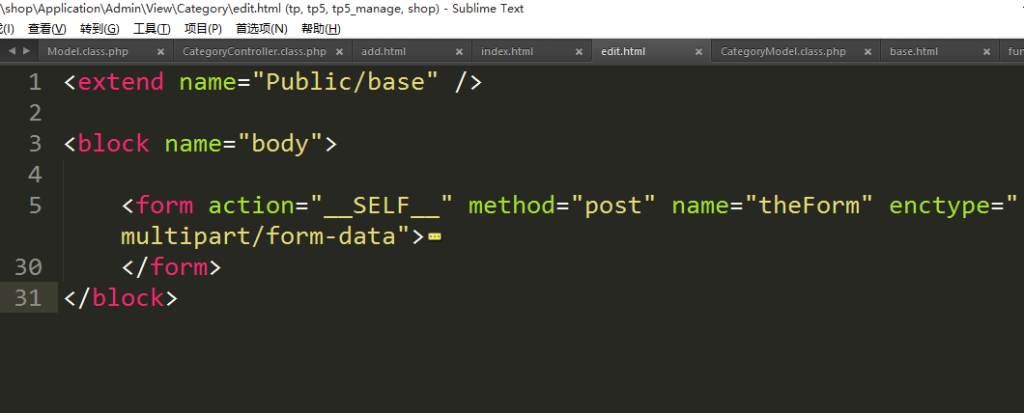 \shop\Application\Admin\View\Category\edit.html (tp, tp5, tp5_manage, shop) - Sublime Text
(I) 查看(V) 转到(G) 工具(T) 项目(P) 首选项(N) 帮助(H)
Model.class.php × CategoryController.class.php × add.html × index.html × edit.html × CategoryModel.class.php × base.html × fun
1 <extend name="Public/base" />
2
3 <block name="body">
4
5 <form action="__SELF__" method="post" name="theForm" enctype="
multipart/form-data">
30 </form>
31 </block>